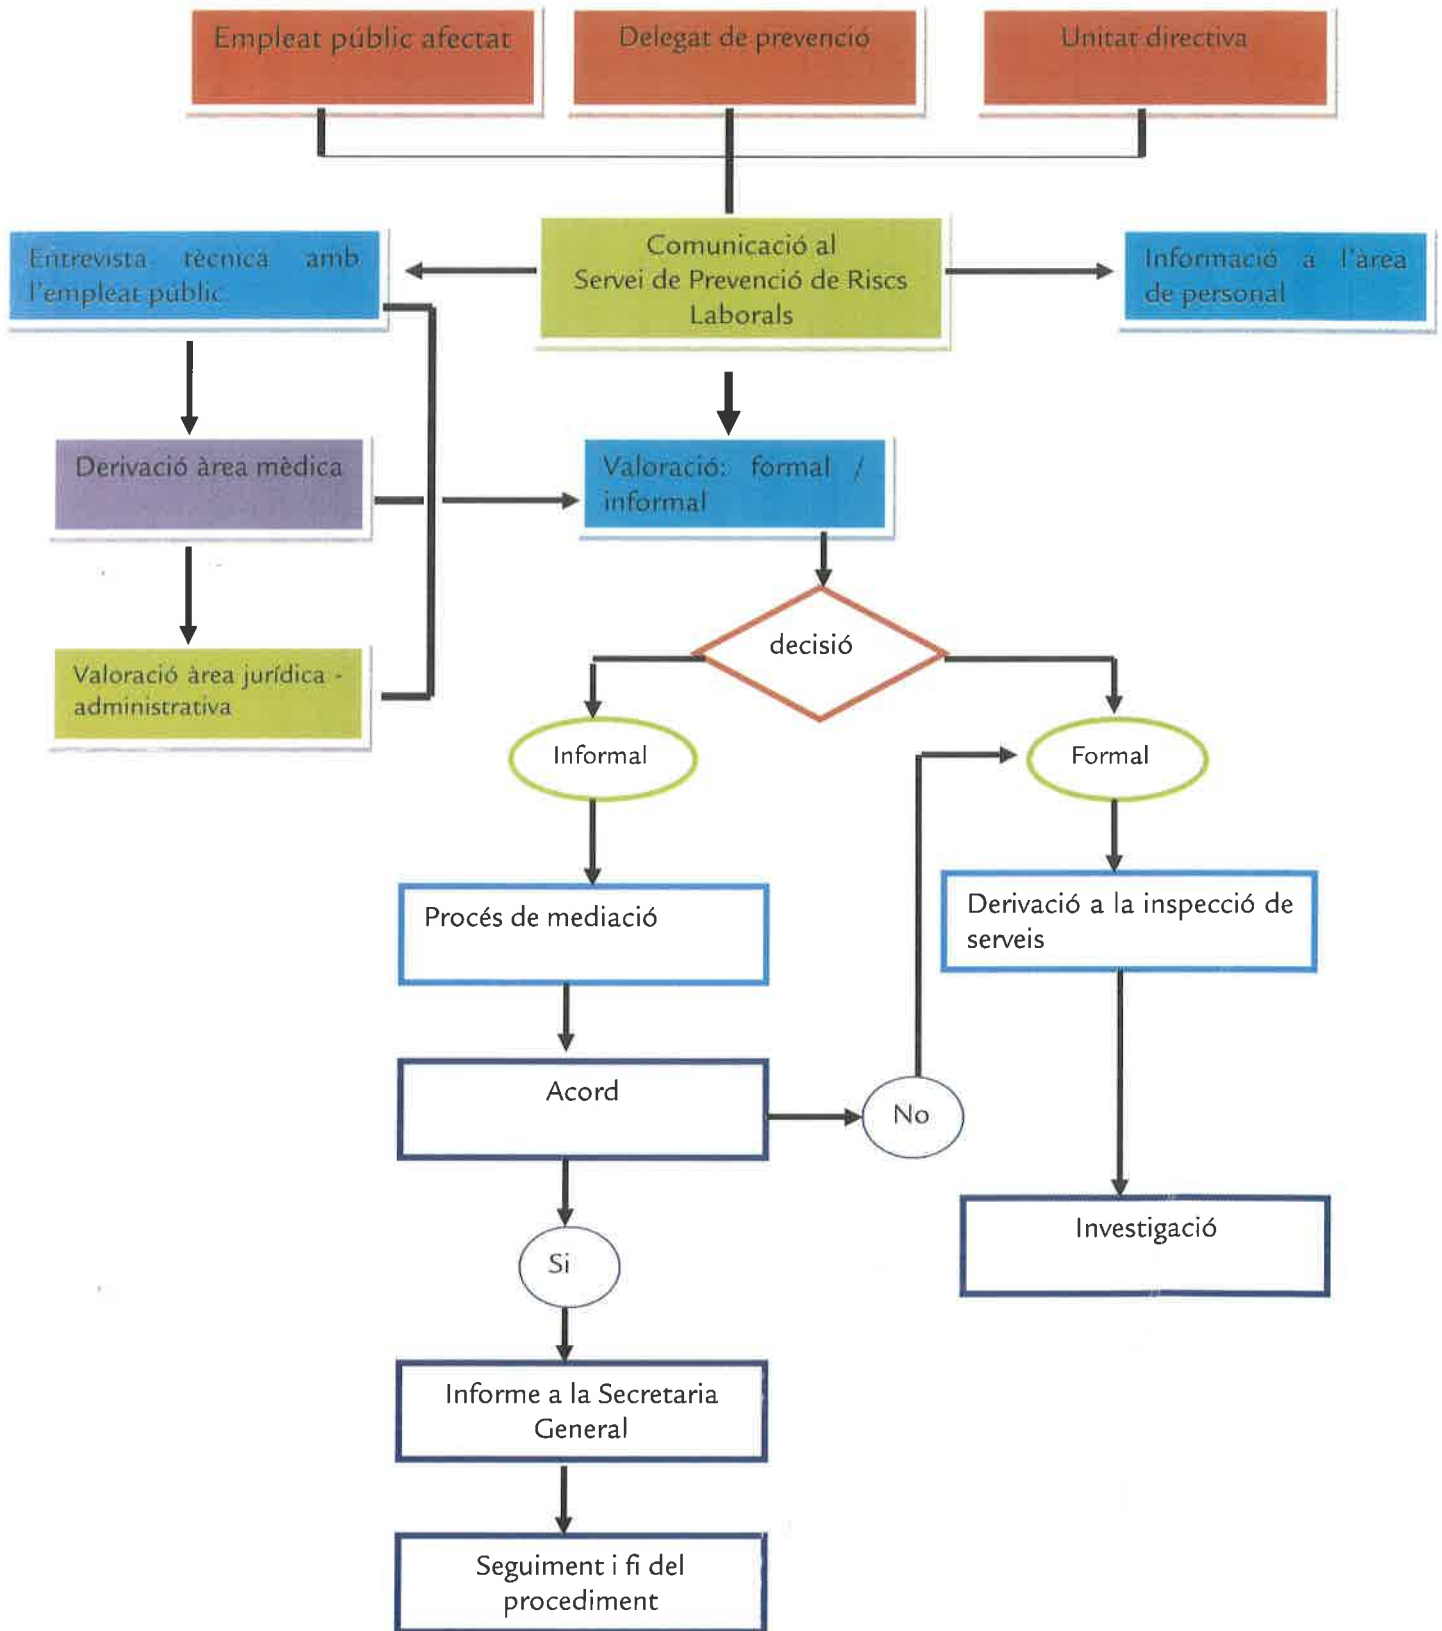 Empleat públic afectat
Delegat de prevenció
Unitat directiva
Entrevista tècnica amb
l'empleat públic
Comunicació al
Servei de Prevenció de Riscs
Laborals
Informació a l'àrea
de personal
Derivació àrea mèdica
Valoració: formal /
informal
Valoració àrea jurídica -
administrativa
decisió
Informal
Formal
Procés de mediació
Derivació a la inspecció de
serveis
Acord
No
Si
Investigació
Informe a la Secretaria
General
Seguiment i fi del
procediment